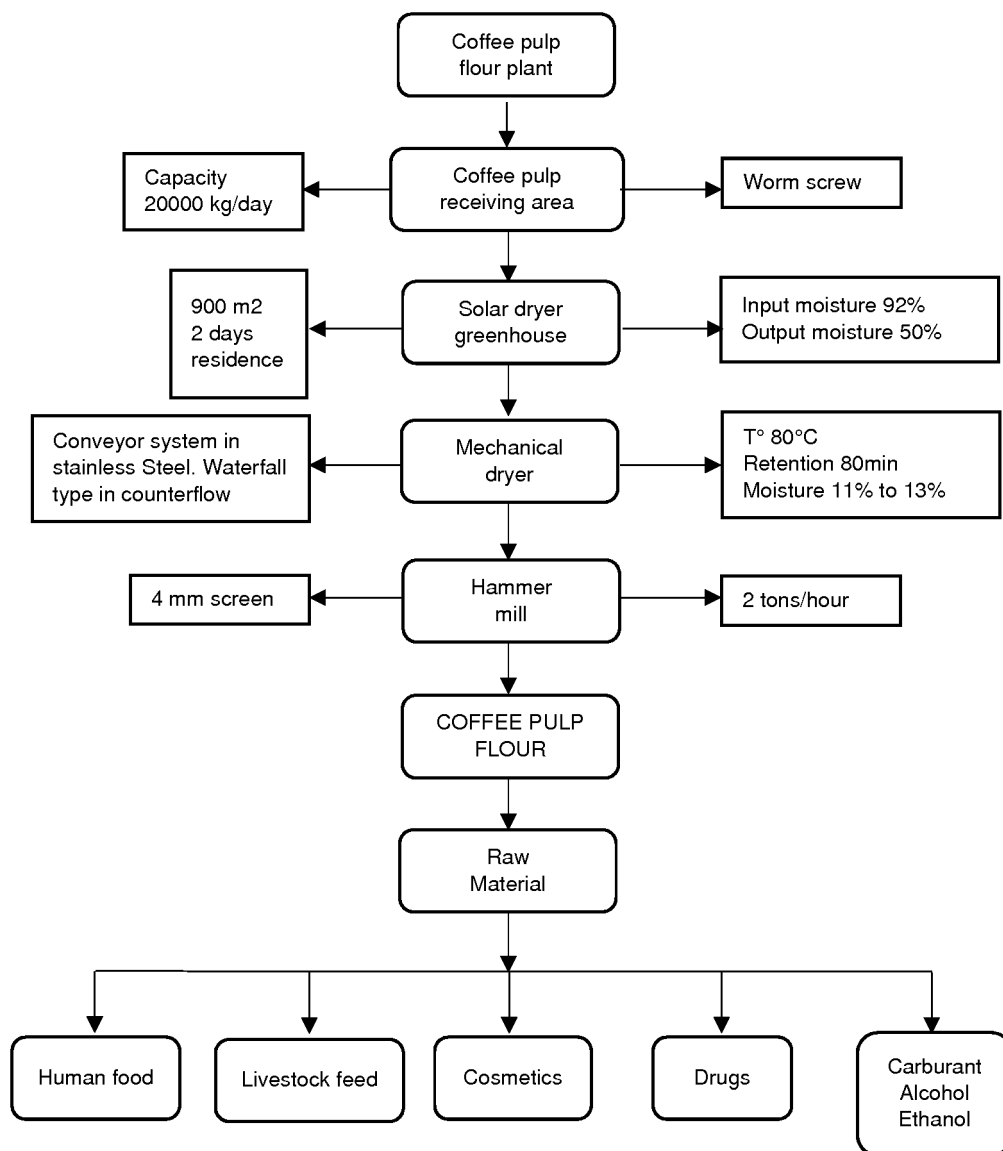 Coffee pulp
flour plant
Capacity
20000 kg/day
Coffee pulp
receiving area
Worm screw
900 m2
2 days
residence
Solar dryer
greenhouse
Input moisture 92%
Output moisture 50%
Conveyor system in
stainless Steel. Waterfall
type in counterflow
Mechanical
dryer
T° 80°C
Retention 80min
Moisture 11% to 13%
4 mm screen
Hammer
mill
2 tons/hour
COFFEE PULP
FLOUR
Raw
Material
Human food
Livestock feed
Cosmetics
Drugs
Carburant
Alcohol
Ethanol